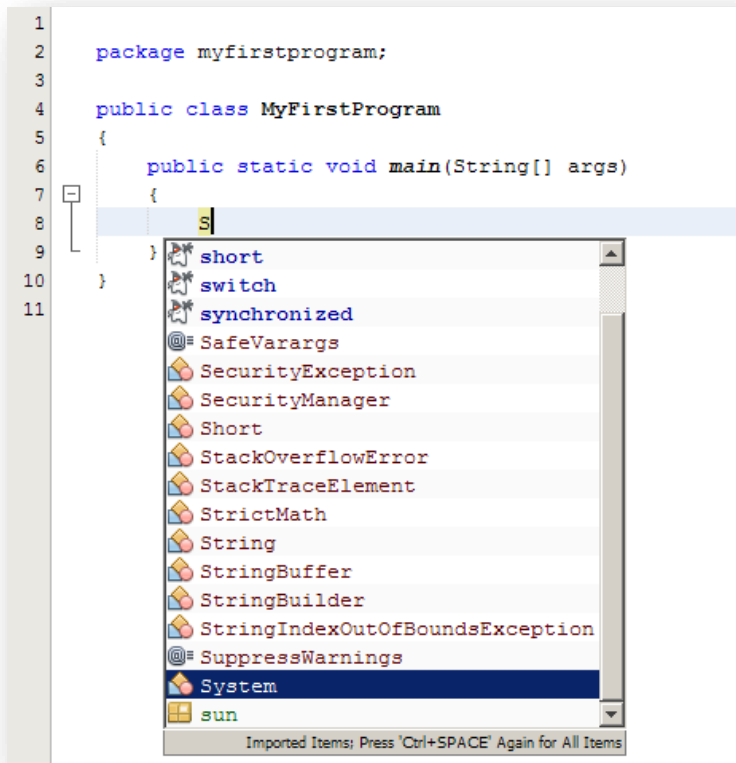 1
2 package myfirstprogram;
3
4 public class MyFirstProgram
5 {
6 public static void main(String[] args)
7 {
8 S
9 }
short
switch
10 }
synchronized
11
SafeVarargs
SecurityException
SecurityManager
Short
StackOverflowError
StackTraceElement
StrictMath
String
StringBuffer
StringBuilder
StringIndexOutOfBoundsException
SuppressWarnings
System
sun
Imported Items; Press 'Ctrl+SPACE' Again for All Items